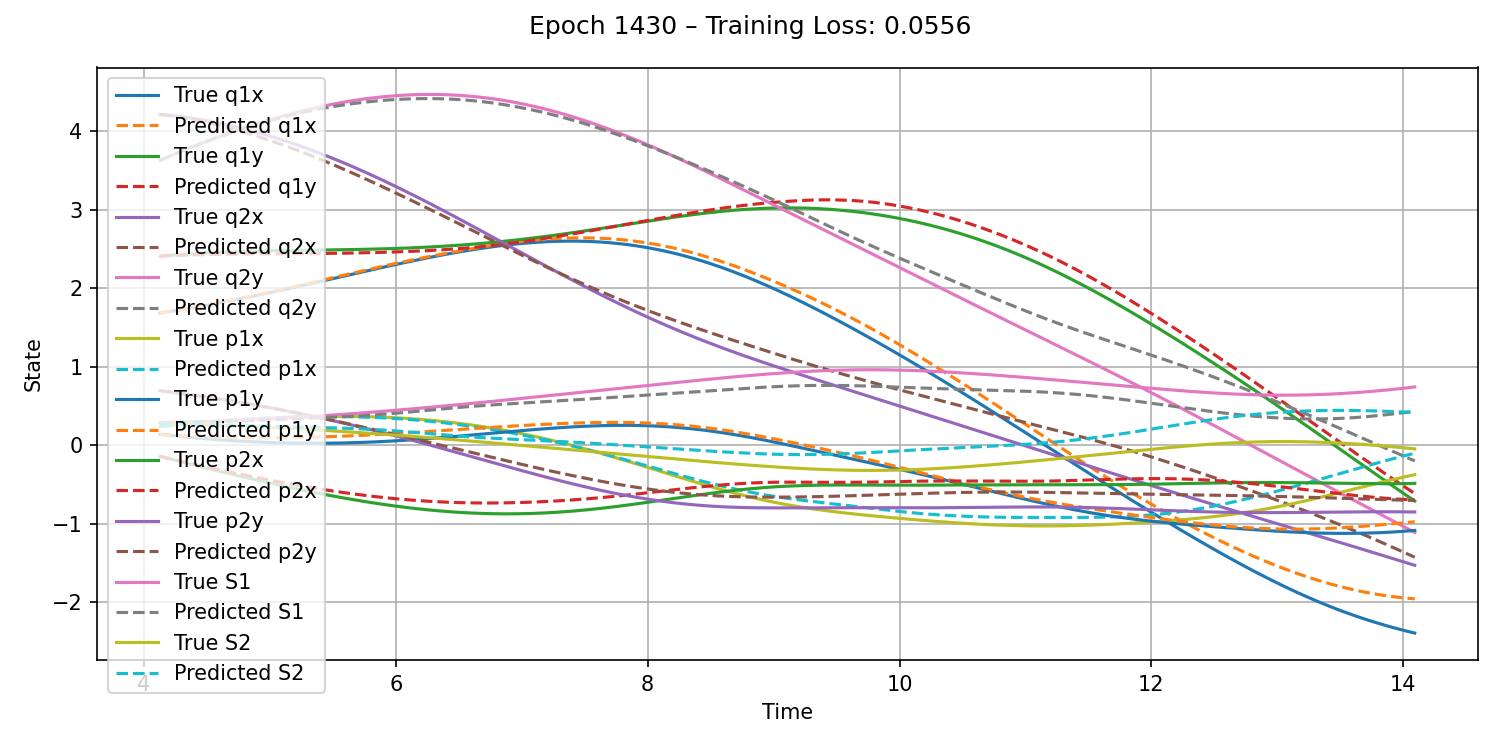 Epoch 1430 – Training Loss: 0.0556
State
4
3
2
1
0
−1
−2
True q1x
Predicted q1x
True q1y
Predicted q1y
True q2x
Predicted q2x
True q2y
Predicted q2y
True p1x
Predicted p1x
True p1y
Predicted p1y
True p2x
Predicted p2x
True p2y
Predicted p2y
True S1
Predicted S1
True S2
Predicted S2
4 6 8 10 12 14
Time